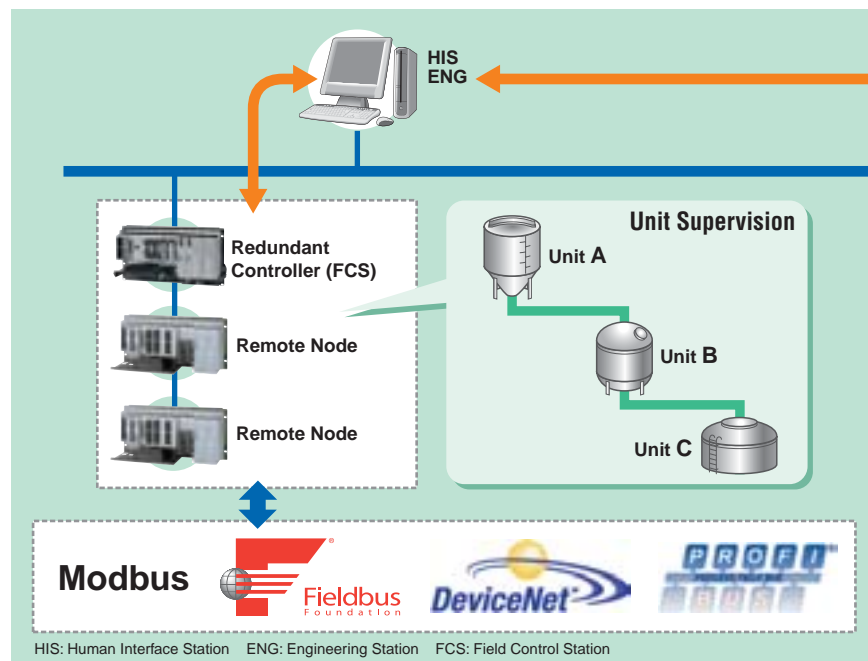 HIS
ENG
Redundant
Controller (FCS)
Remote Node
Remote Node
Unit Supervision
Unit A
Unit B
Unit C
Modbus
Fieldbus
Foundation
DeviceNet
PROFI
BUS
HIS: Human Interface Station ENG: Engineering Station FCS: Field Control Station